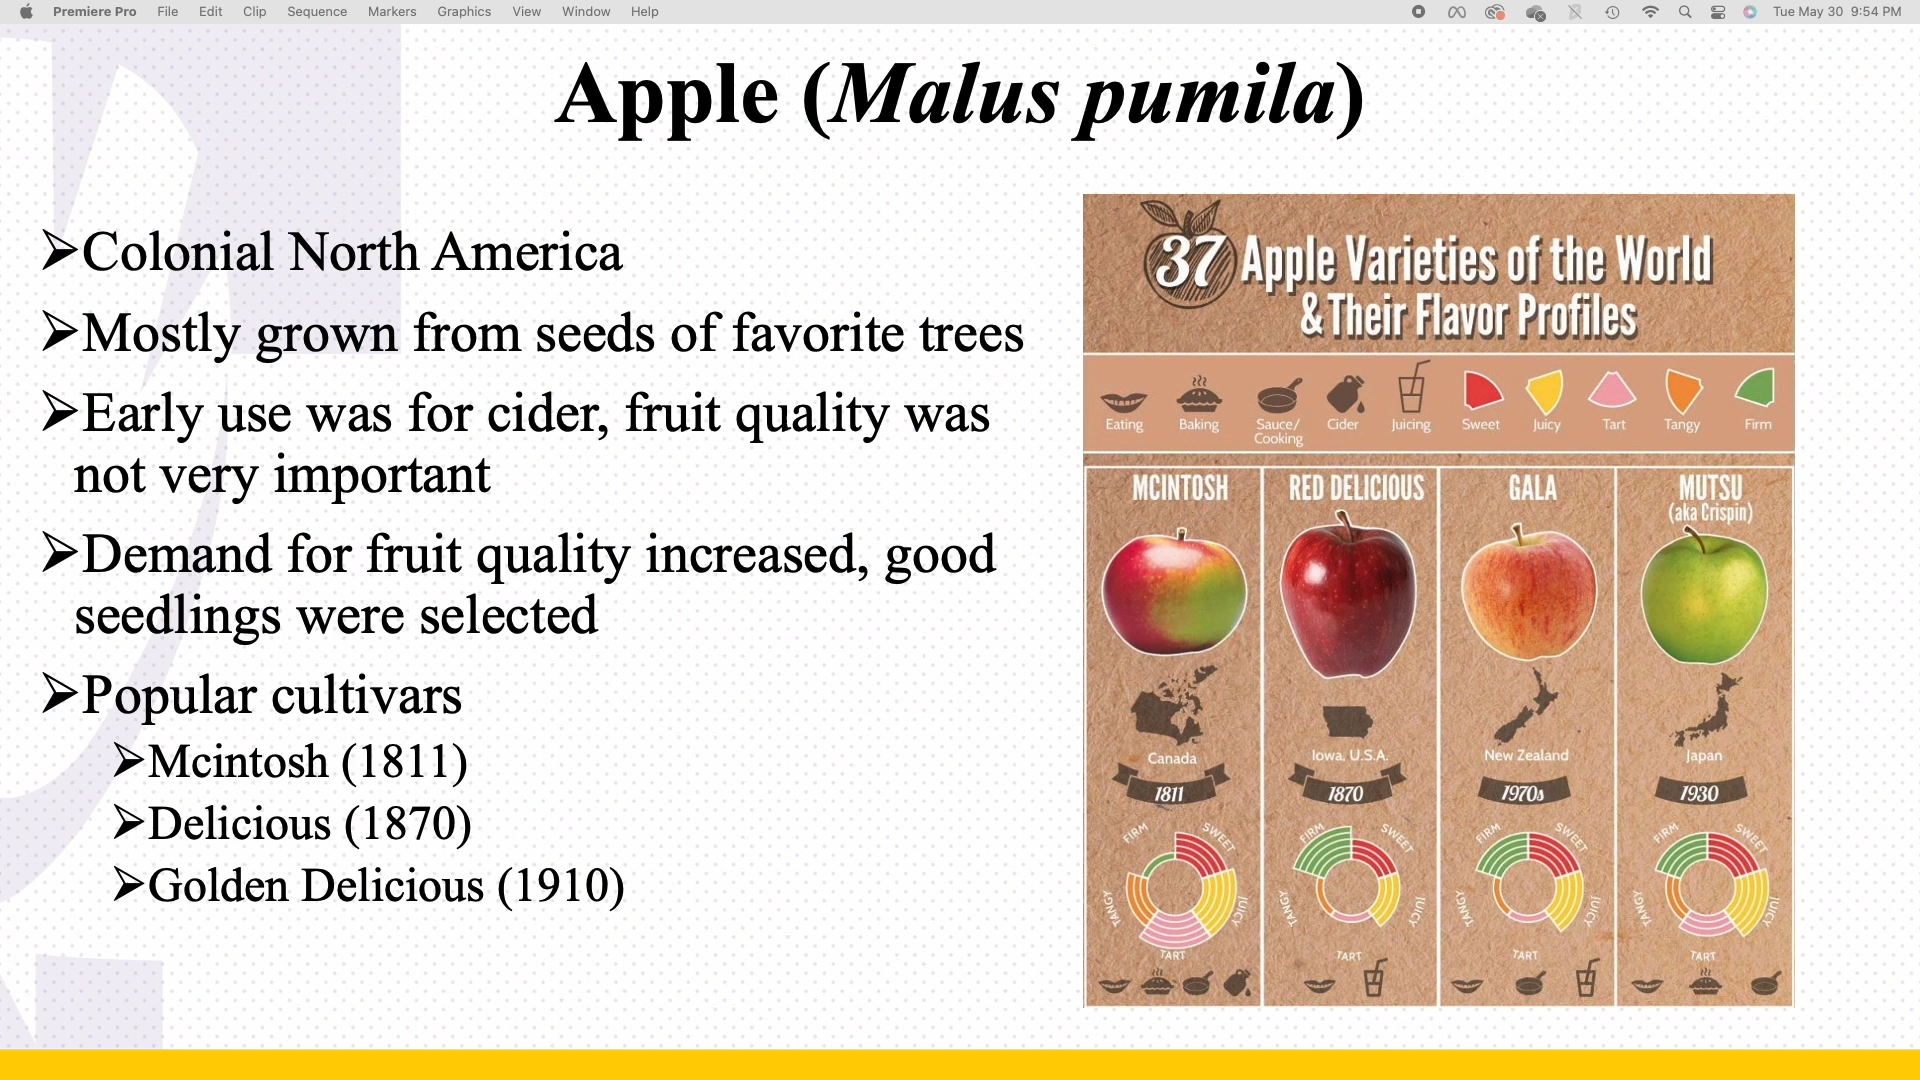 Premiere Pro File Edit Clip Sequence Markers Graphics View Window Help Tue May 30 9:54 PM
Apple (Malus pumila)
➢Colonial North America
➢Mostly grown from seeds of favorite trees
➢Early use was for cider, fruit quality was
not very important
➢Demand for fruit quality increased, good
seedlings were selected
➢Popular cultivars
➢Mcintosh (1811)
➢Delicious (1870)
➢Golden Delicious (1910)
37 Apple Varieties of the World
& Their Flavor Profiles
Eating Baking Sauce/ Cider Juicing Sweet Juicy Tart Tangy Firm
Cooking
MCINTOSH
Canada
1811
FIRM SWEET
TANGY JUICY
TART
RED DELICIOUS
Iowa, U.S.A.
1870
FIRM SWEET
TANGY JUICY
TART
GALA
New Zealand
1970s
FIRM SWEET
TANGY JUICY
TART
MUTSU
(aka Crispin)
Japan
1930
FIRM SWEET
TANGY JUICY
TART